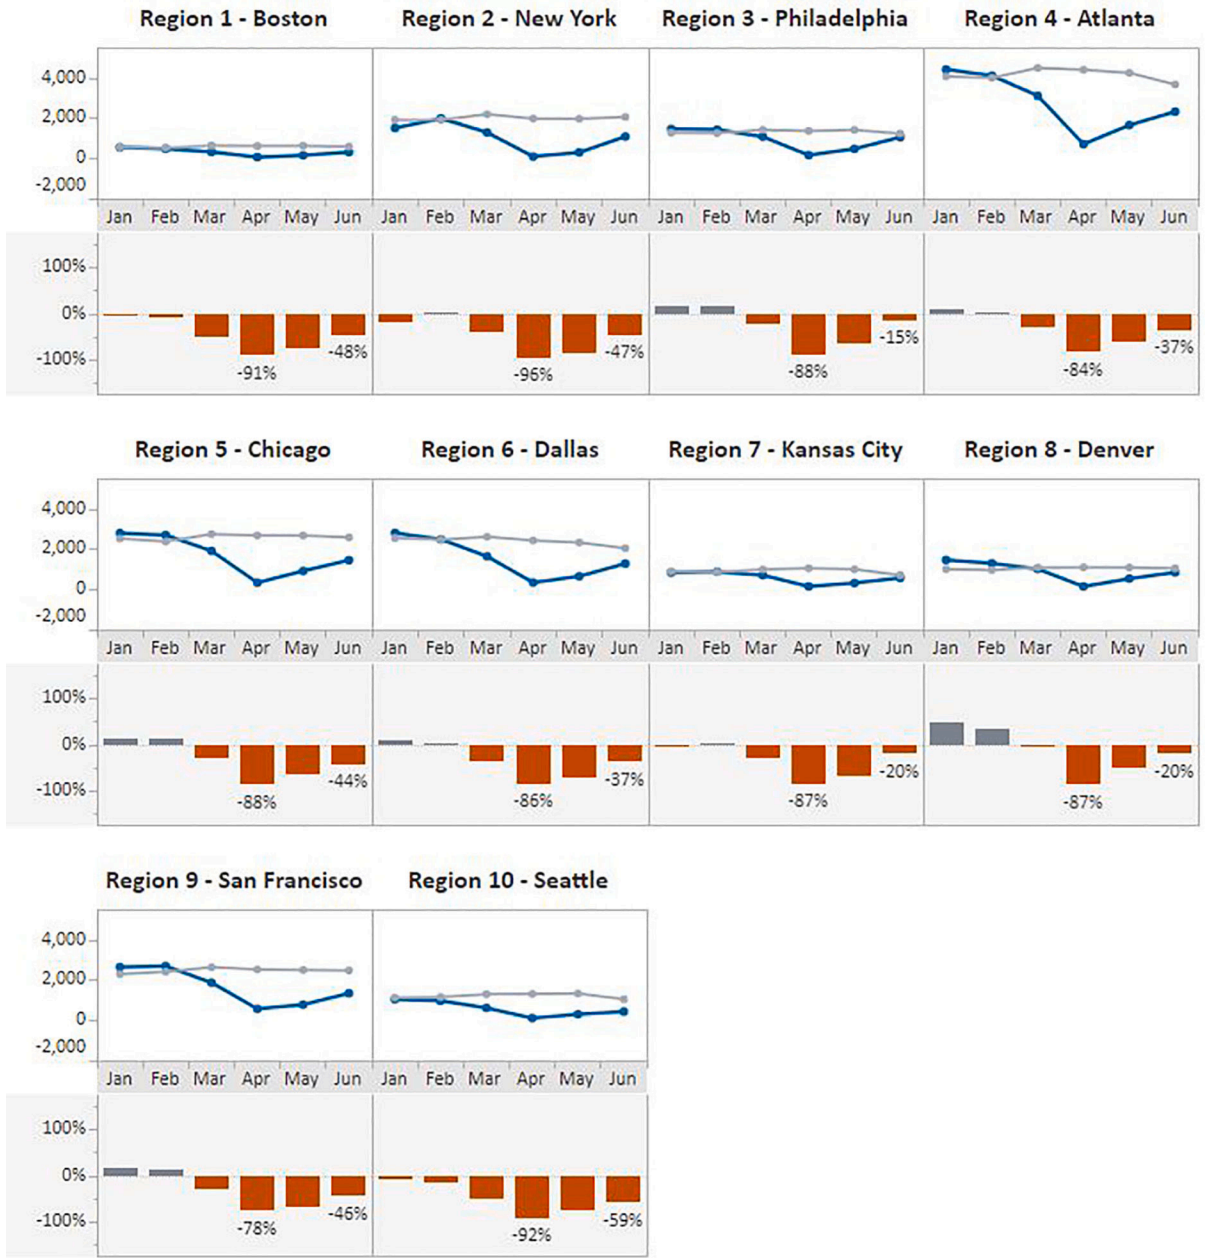 Region 1 - Boston Region 2 - New York Region 3 - Philadelphia Region 4 - Atlanta
4,000
2,000
0
-2,000
Jan Feb Mar Apr May Jun Jan Feb Mar Apr May Jun Jan Feb Mar Apr May Jun Jan Feb Mar Apr May Jun
100%
0%
-15%
-48% -47% -37%
-100%
-91% -96% -88% -84%
Region 5 - Chicago Region 6 - Dallas Region 7 - Kansas City Region 8 - Denver
4,000
2,000
0
-2,000
Jan Feb Mar Apr May Jun Jan Feb Mar Apr May Jun Jan Feb Mar Apr May Jun Jan Feb Mar Apr May Jun
100%
0%
-20% -20%
-44% -37%
-100%
-88% -86% -87% -87%
Region 9 - San Francisco Region 10 - Seattle
4,000
2,000
0
-2,000
Jan Feb Mar Apr May Jun Jan Feb Mar Apr May Jun
100%
0%
-46% -59%
-100%
-78% -92%